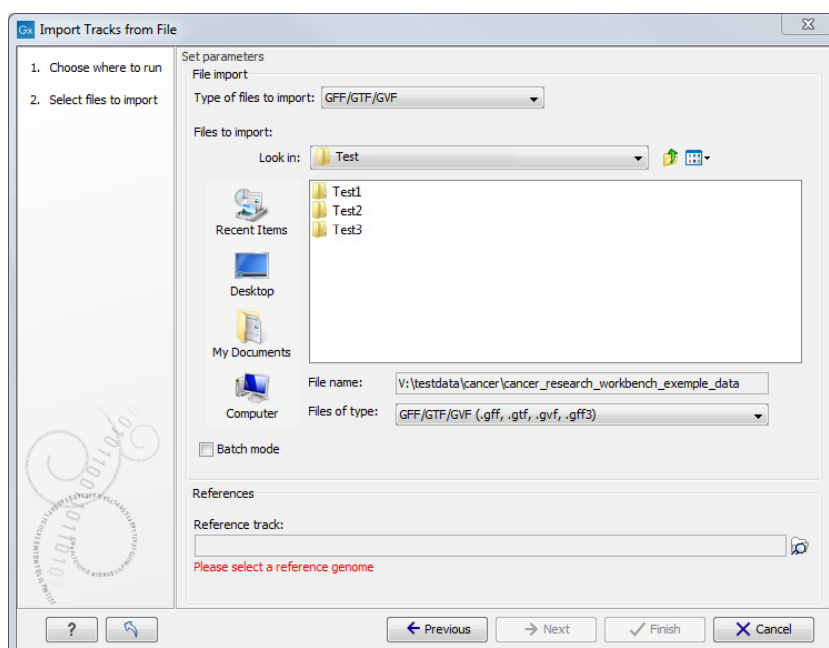 Gx Import Tracks from File
1. Choose where to run
2. Select files to import
Set parameters
File import
Type of files to import: GFF/GTF/GVF
Files to import:
Look in: Test
Test1
Test2
Test3
Recent Items
Desktop
My Documents
Computer
File name: V:\testdata\cancer\cancer_research_workbench_exemple_data
Files of type: GFF/GTF/GVF (.gff, .gtf, .gvf, .gff3)
Batch mode
References
Reference track:
Please select a reference genome
? Previous Next Finish Cancel